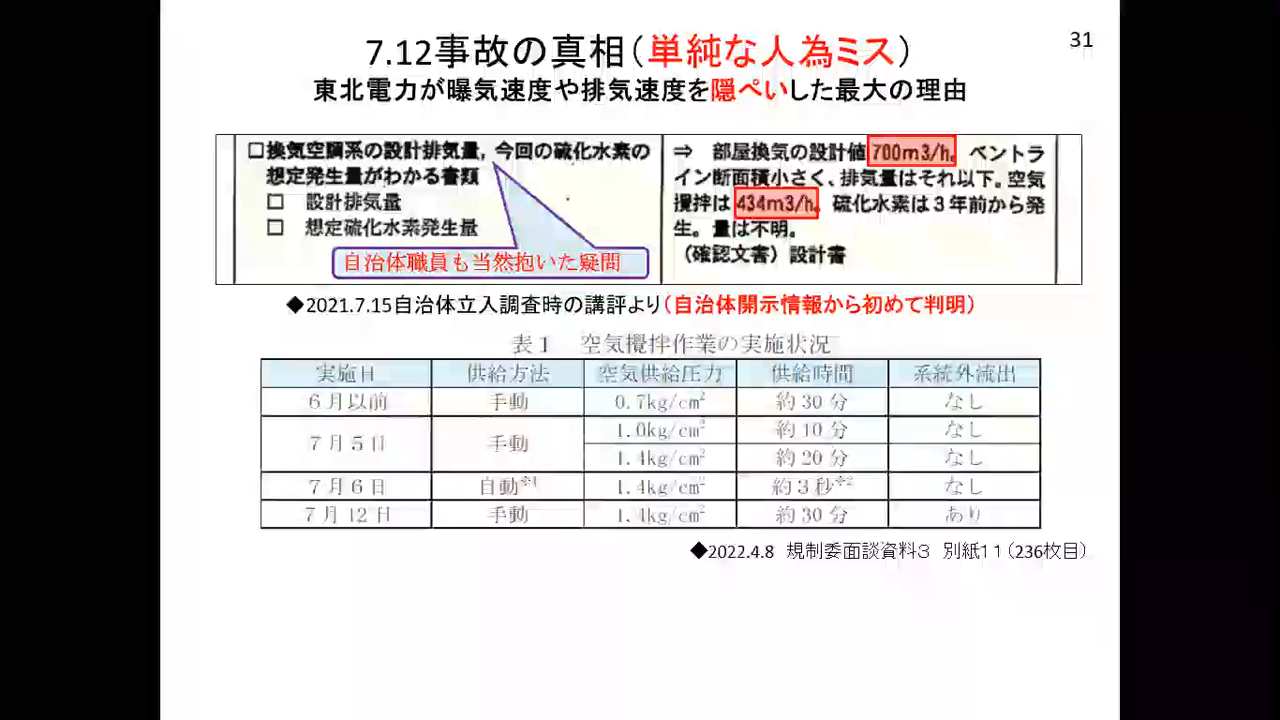 31
7.12事故の真相（単純な人為ミス）
東北電力が曝気速度や排気速度を隠ぺいした最大の理由
□換気空調系の設計排気量，今回の硫化水素の
想定発生量がわかる書類
□ 設計排気量
□ 想定硫化水素発生量
自治体職員も当然抱いた疑問
⇒ 部屋換気の設計値700m3/h。ベントラ
イン断面積小さく、排気量はそれ以下。空気
攪拌は434m3/h。硫化水素は３年前から発
生。量は不明。
（確認文書）設計書
◆2021.7.15自治体立入調査時の講評より（自治体開示情報から初めて判明）
表１ 空気攪拌作業の実施状況
実施日 供給方法 空気供給圧力 供給時間 系統外流出
６月以前 手動 0.7kg/cm² 約30分 なし
７月５日 手動 1.0kg/cm² 約10分 なし
1.4kg/cm² 約20分 なし
７月６日 自動※1 1.4kg/cm² 約３秒※2 なし
７月12日 手動 1.4kg/cm² 約30分 あり
◆2022.4.8 規制委面談資料３ 別紙１１（236枚目）